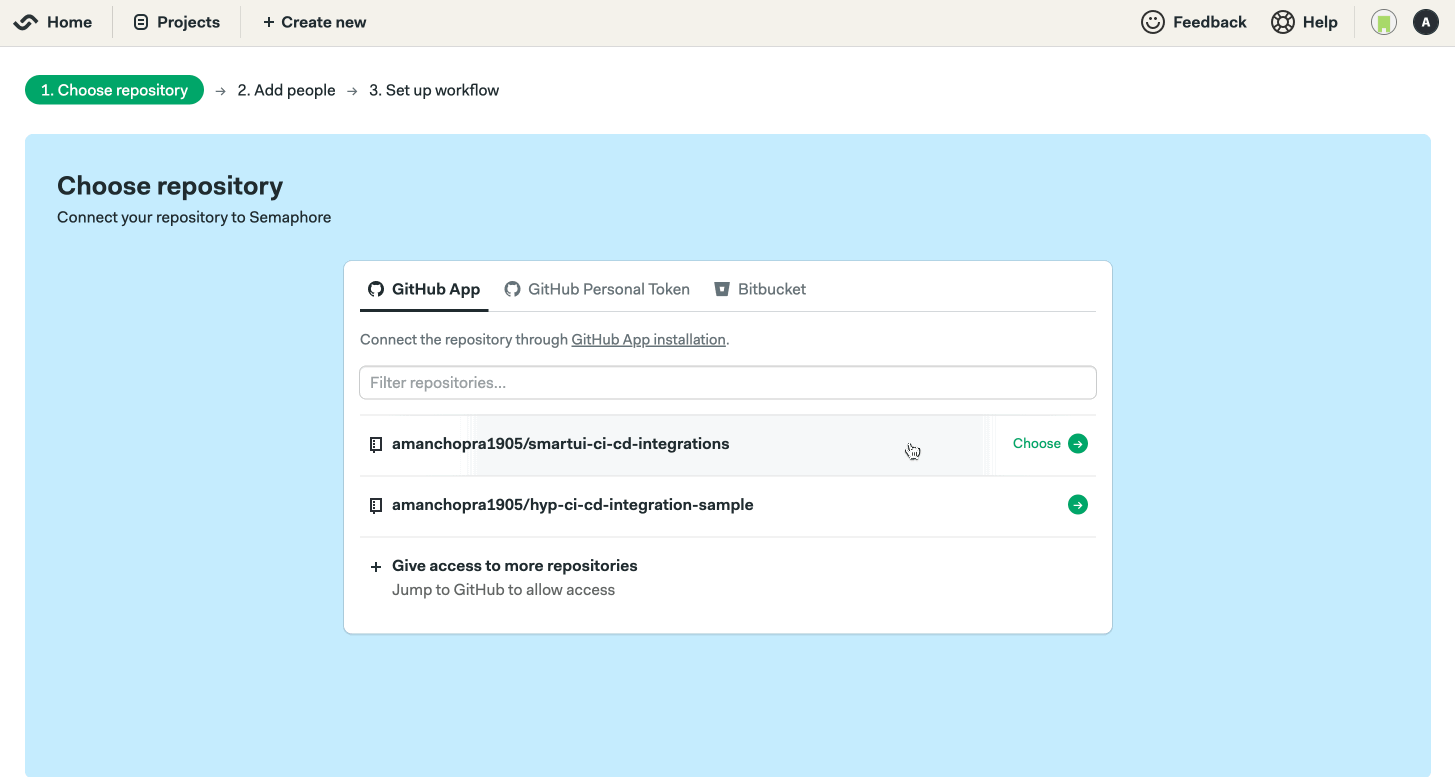 Home Projects + Create new Feedback Help A
1. Choose repository → 2. Add people → 3. Set up workflow
Choose repository
Connect your repository to Semaphore
GitHub App GitHub Personal Token Bitbucket
Connect the repository through GitHub App installation.
Filter repositories...
amanchopra1905/smartui-ci-cd-integrations Choose →
amanchopra1905/hyp-ci-cd-integration-sample →
+ Give access to more repositories
Jump to GitHub to allow access